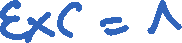 ExC = Λ